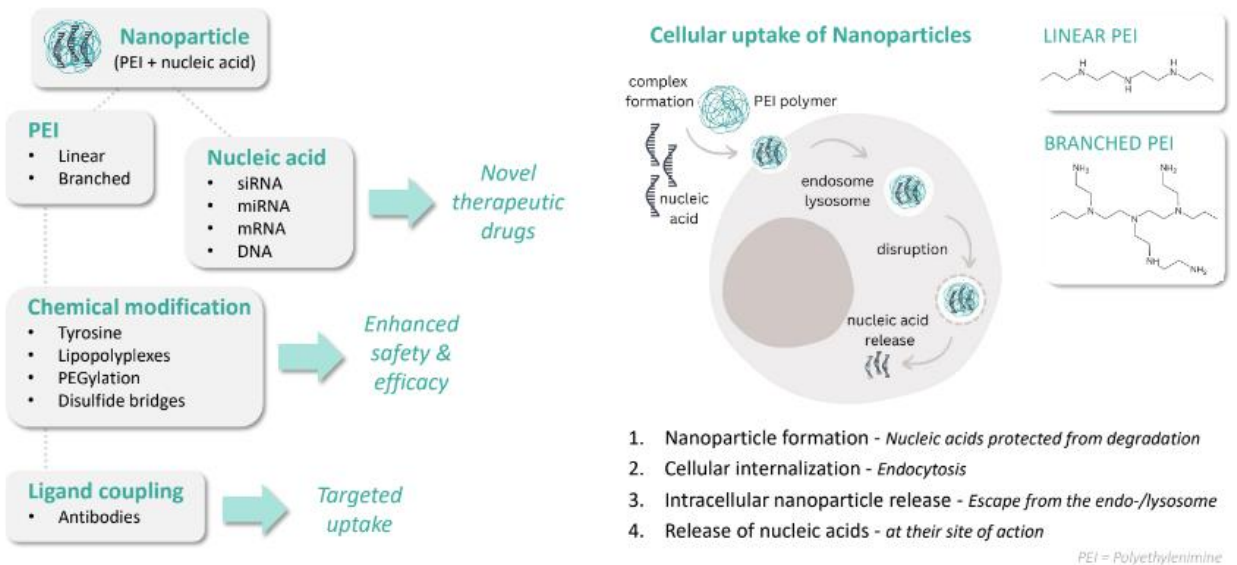 Nanoparticle
(PEI + nucleic acid)
PEI
• Linear
• Branched
Nucleic acid
• siRNA
• miRNA
• mRNA
• DNA
Novel
therapeutic
drugs
Chemical modification
• Tyrosine
• Lipopolyplexes
• PEGylation
• Disulfide bridges
Enhanced
safety &
efficacy
Ligand coupling
• Antibodies
Targeted
uptake
Cellular uptake of Nanoparticles
complex
formation
PEI polymer
nucleic
acid
endosome
lysosome
disruption
nucleic acid
release
LINEAR PEI
H
N
N
H
H
N
BRANCHED PEI
NH₂
NH₂
N
N
N
NH
NH₂
1. Nanoparticle formation - Nucleic acids protected from degradation
2. Cellular internalization - Endocytosis
3. Intracellular nanoparticle release - Escape from the endo-/lysosome
4. Release of nucleic acids - at their site of action
PEI = Polyethylenimine